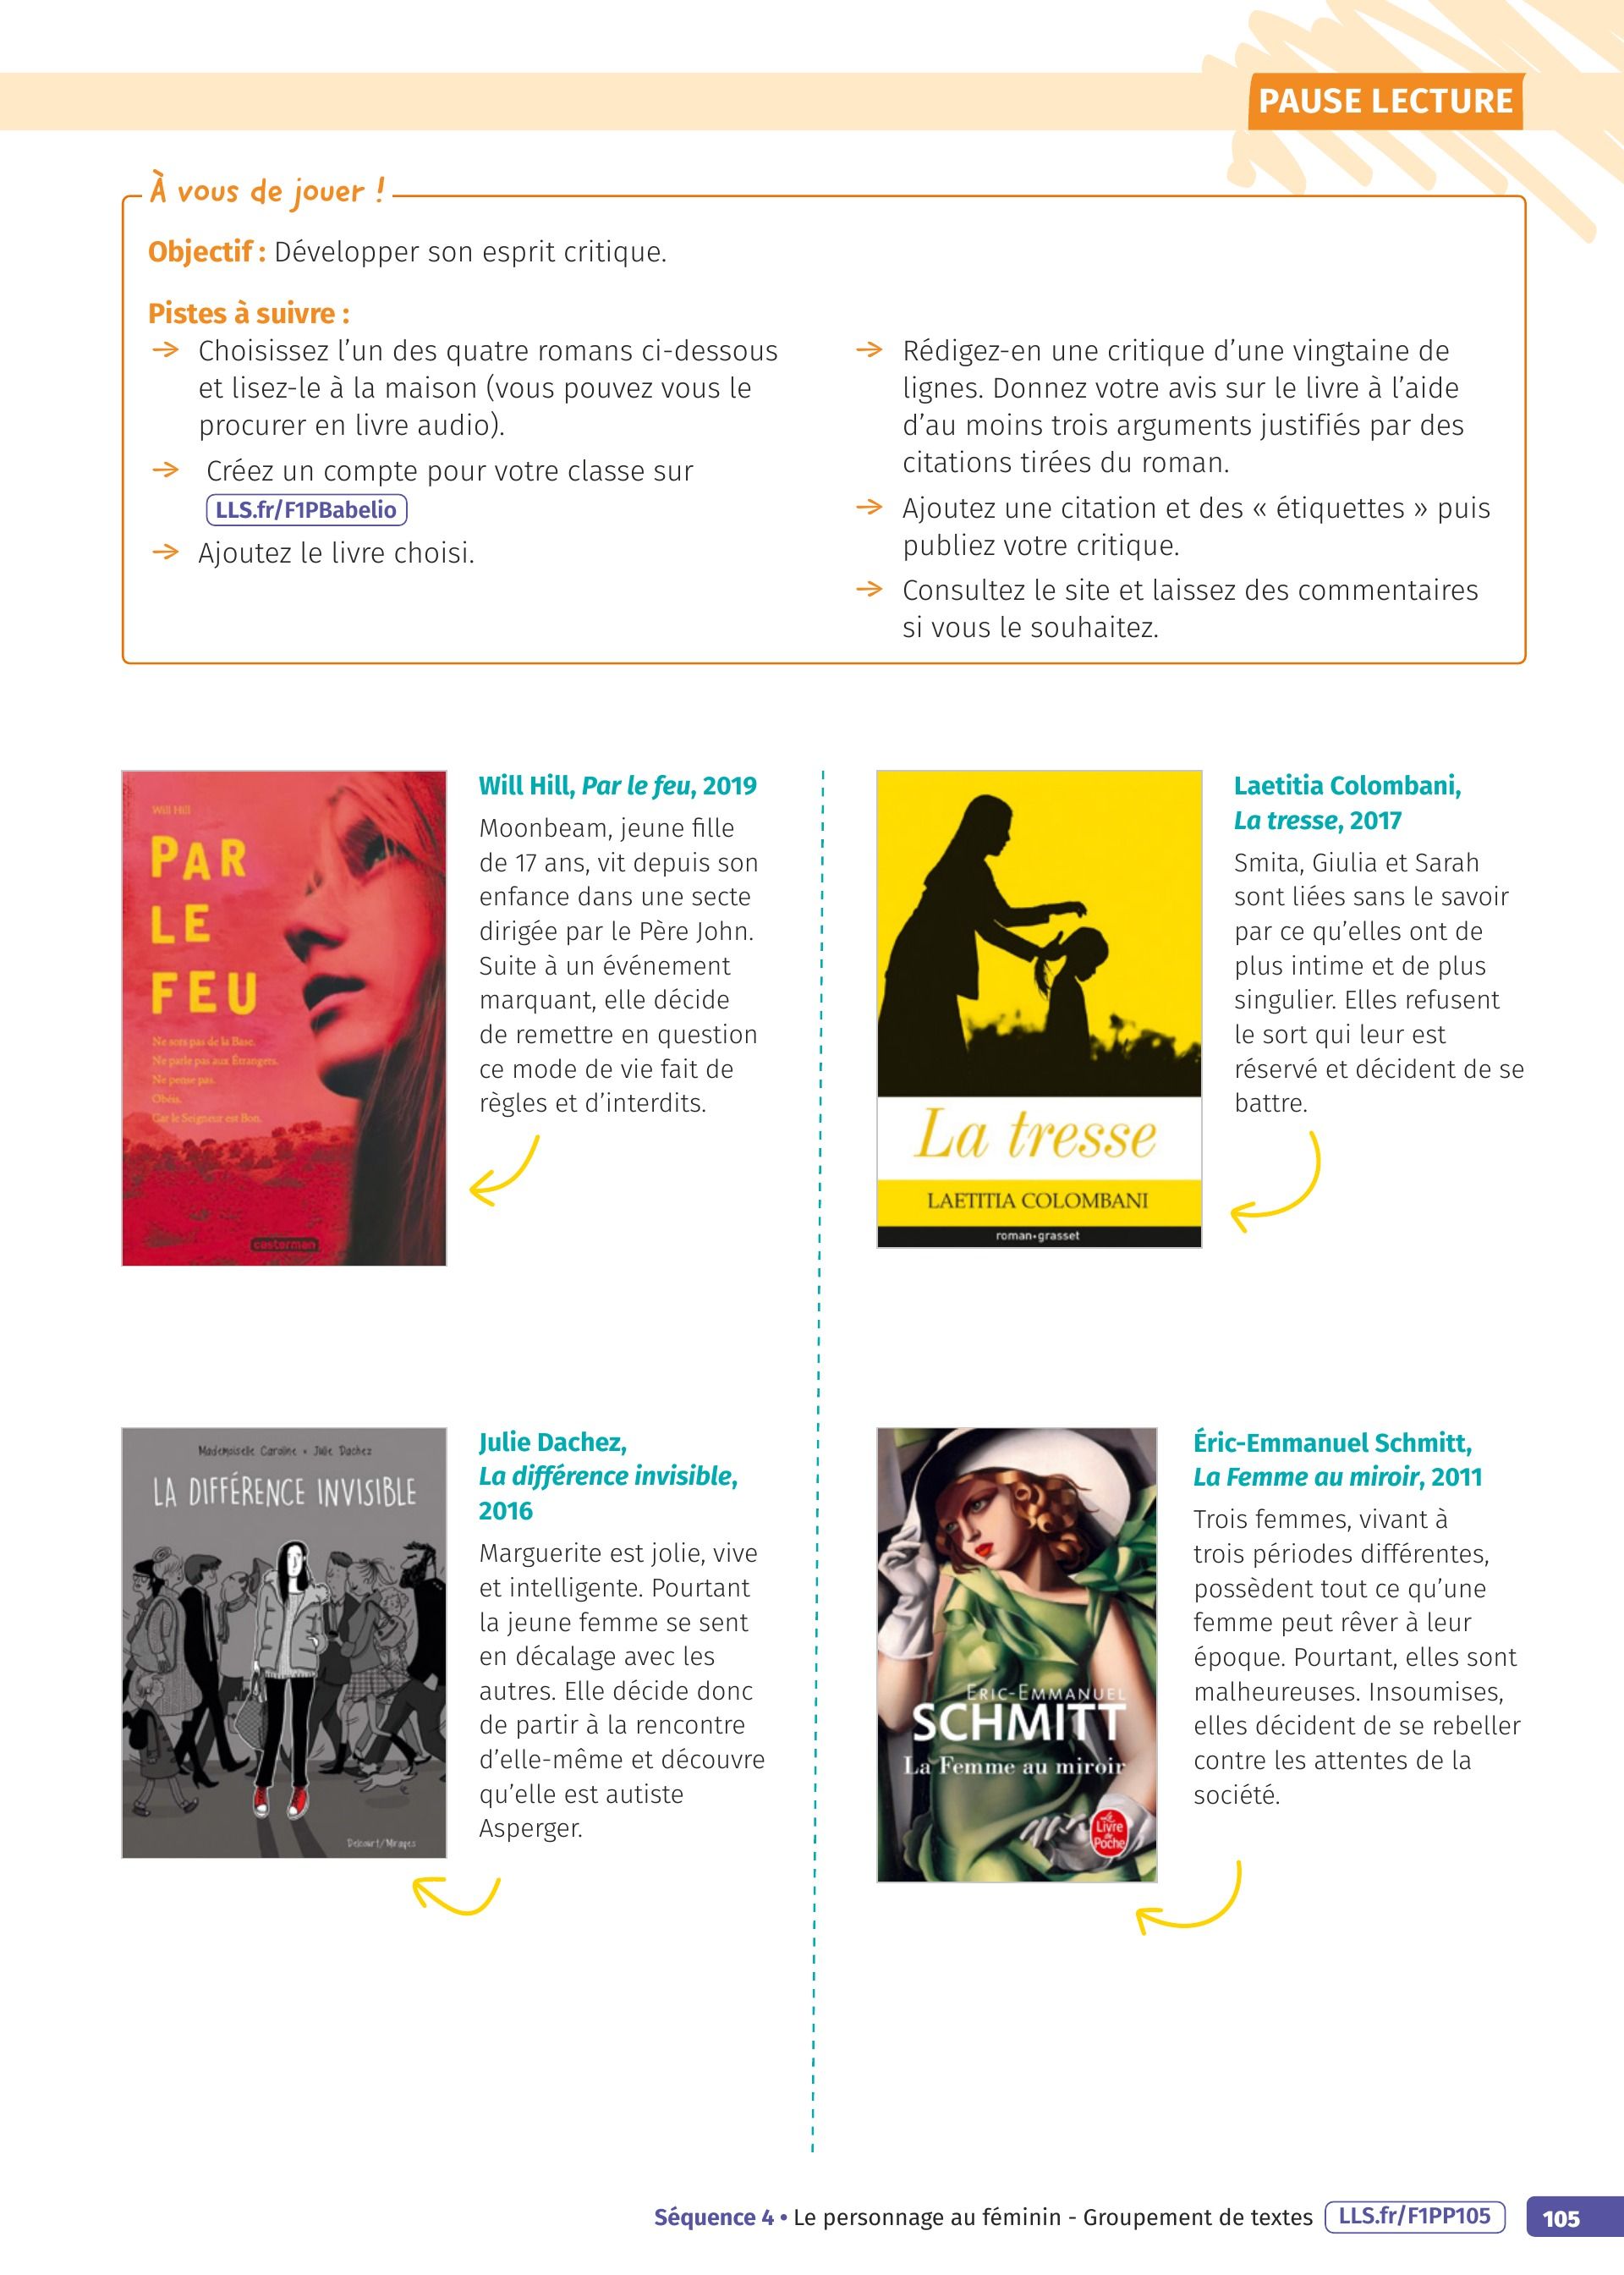 PAUSE LECTURE
À vous de jouer !
Objectif : Développer son esprit critique.
Pistes à suivre :
→ Choisissez l'un des quatre romans ci-dessous
et lisez-le à la maison (vous pouvez vous le
procurer en livre audio).
→ Créez un compte pour votre classe sur
LLS.fr/F1PBabelio
→ Ajoutez le livre choisi.
→ Rédigez-en une critique d'une vingtaine de
lignes. Donnez votre avis sur le livre à l'aide
d'au moins trois arguments justifiés par des
citations tirées du roman.
→ Ajoutez une citation et des « étiquettes » puis
publiez votre critique.
→ Consultez le site et laissez des commentaires
si vous le souhaitez.
Will Hill
PAR
LE
FEU
Ne sors pas de la Base.
Ne parle pas aux Étrangers.
Ne pense pas.
Obéis.
Car le Seigneur est Bon.
casterman
Will Hill, Par le feu, 2019
Moonbeam, jeune fille
de 17 ans, vit depuis son
enfance dans une secte
dirigée par le Père John.
Suite à un événement
marquant, elle décide
de remettre en question
ce mode de vie fait de
règles et d'interdits.
La tresse
LAETITIA COLOMBANI
roman•grasset
Laetitia Colombani,
La tresse, 2017
Smita, Giulia et Sarah
sont liées sans le savoir
par ce qu'elles ont de
plus intime et de plus
singulier. Elles refusent
le sort qui leur est
réservé et décident de se
battre.
Mademoiselle Caroline • Julie Dachez
LA DIFFÉRENCE INVISIBLE
Delcourt/Mirages
Julie Dachez,
La différence invisible,
2016
Marguerite est jolie, vive
et intelligente. Pourtant
la jeune femme se sent
en décalage avec les
autres. Elle décide donc
de partir à la rencontre
d'elle-même et découvre
qu'elle est autiste
Asperger.
ERIC-EMMANUEL
SCHMITT
La Femme au miroir
Le
Livre
de
Poche
Éric-Emmanuel Schmitt,
La Femme au miroir, 2011
Trois femmes, vivant à
trois périodes différentes,
possèdent tout ce qu'une
femme peut rêver à leur
époque. Pourtant, elles sont
malheureuses. Insoumises,
elles décident de se rebeller
contre les attentes de la
société.
Séquence 4 • Le personnage au féminin - Groupement de textes LLS.fr/F1PP105 105